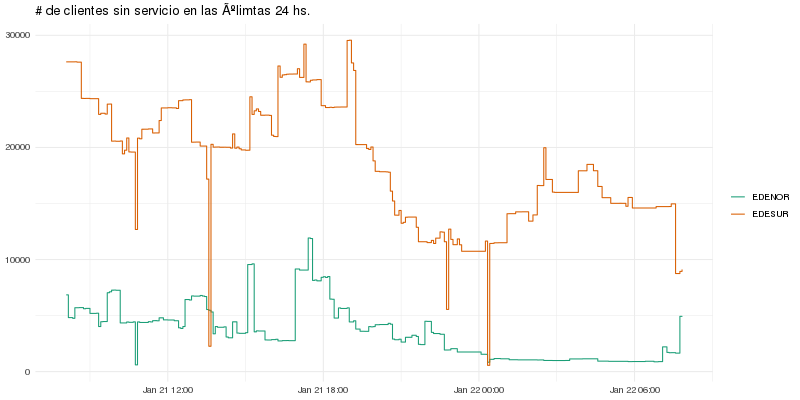 # de clientes sin servicio en las Ãºlimtas 24 hs.
30000
20000
10000
0
Jan 21 12:00
Jan 21 18:00
Jan 22 00:00
Jan 22 06:00
EDENOR
EDESUR